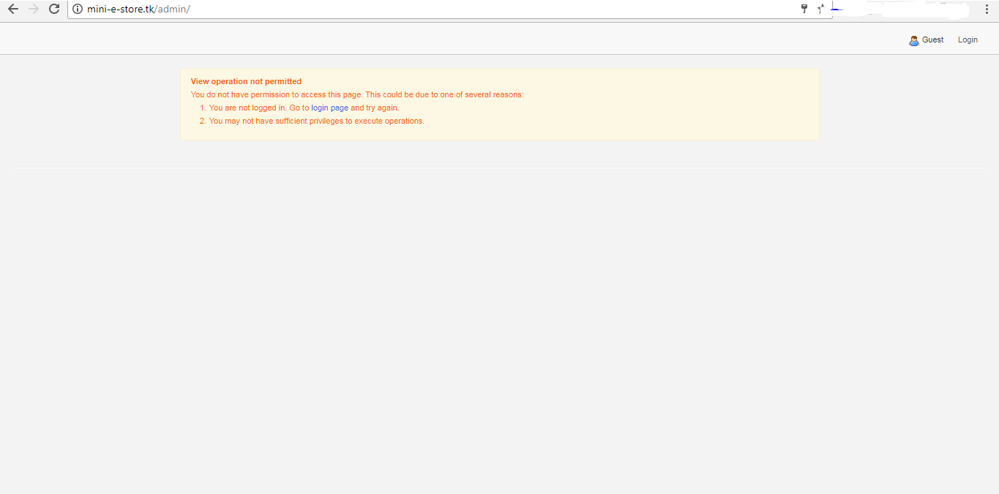 mini-e-store.tk/admin/
Guest Login
View operation not permitted
You do not have permission to access this page. This could be due to one of several reasons:
1. You are not logged in. Go to login page and try again.
2. You may not have sufficient privileges to execute operations.